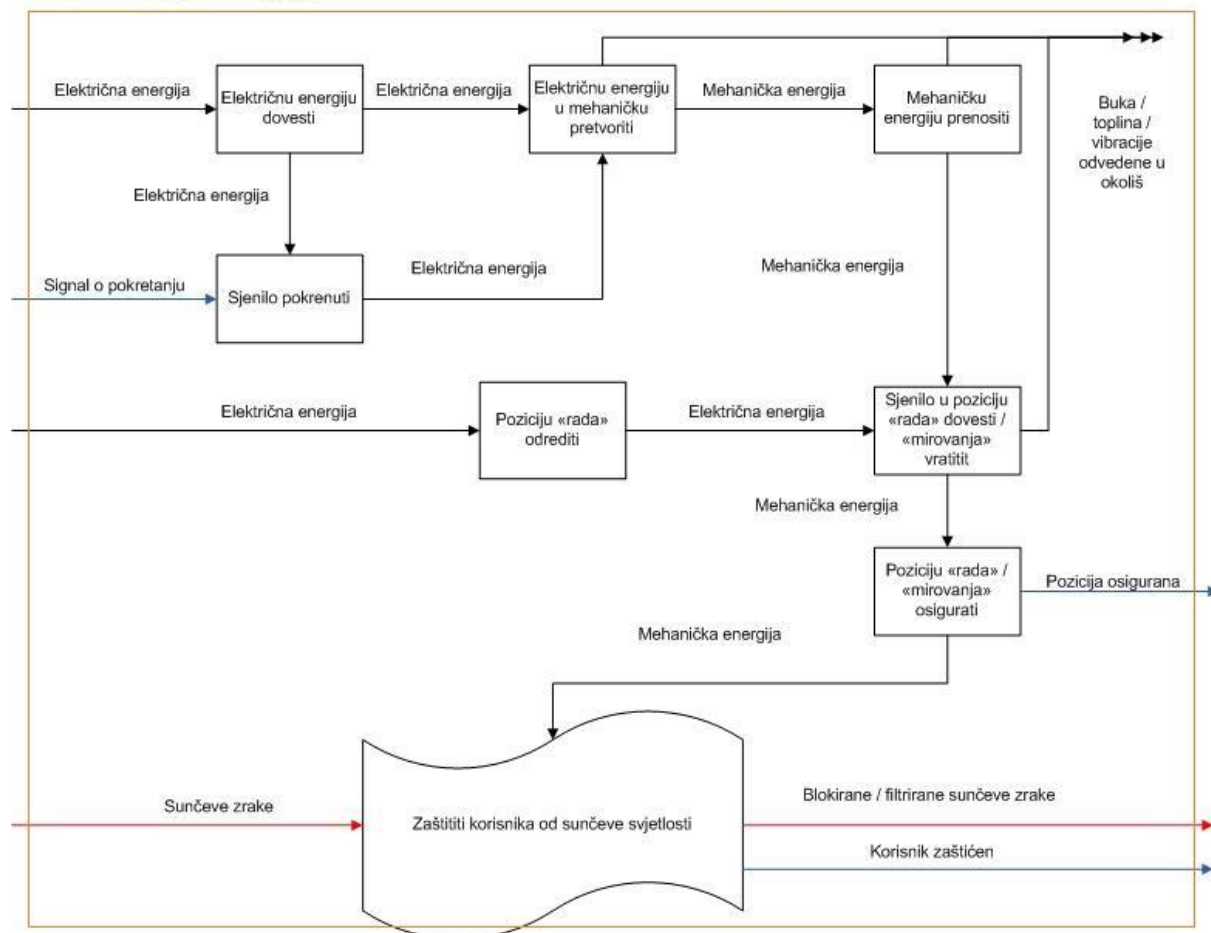 Električna energija
Električnu energiju
dovesti
Električna energija
Električnu energiju
u mehaničku
pretvoriti
Mehanička energija
Mehaničku
energiju prenositi
Buka /
toplina /
vibracije
odvedene u
okoliš
Električna energija
Signal o pokretanju
Sjenilo pokrenuti
Električna energija
Mehanička energija
Električna energija
Poziciju «rada»
odrediti
Električna energija
Sjenilo u poziciju
«rada» dovesti /
«mirovanja»
vratitit
Mehanička energija
Poziciju «rada» /
«mirovanja»
osigurati
Pozicija osigurana
Mehanička energija
Sunčeve zrake
Zaštititi korisnika od sunčeve svjetlosti
Blokirane / filtrirane sunčeve zrake
Korisnik zaštićen